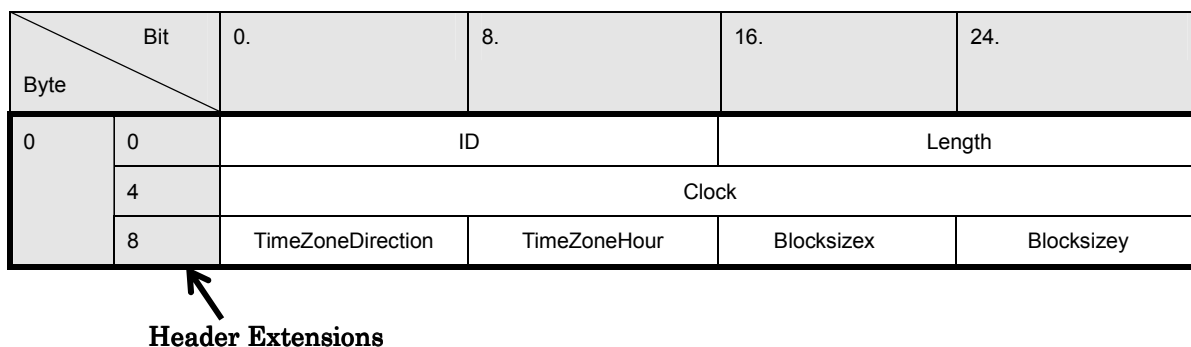 Bit 0. 8. 16. 24.
Byte
0 0 ID Length
4 Clock
8 TimeZoneDirection TimeZoneHour Blocksizex Blocksizey
Header Extensions